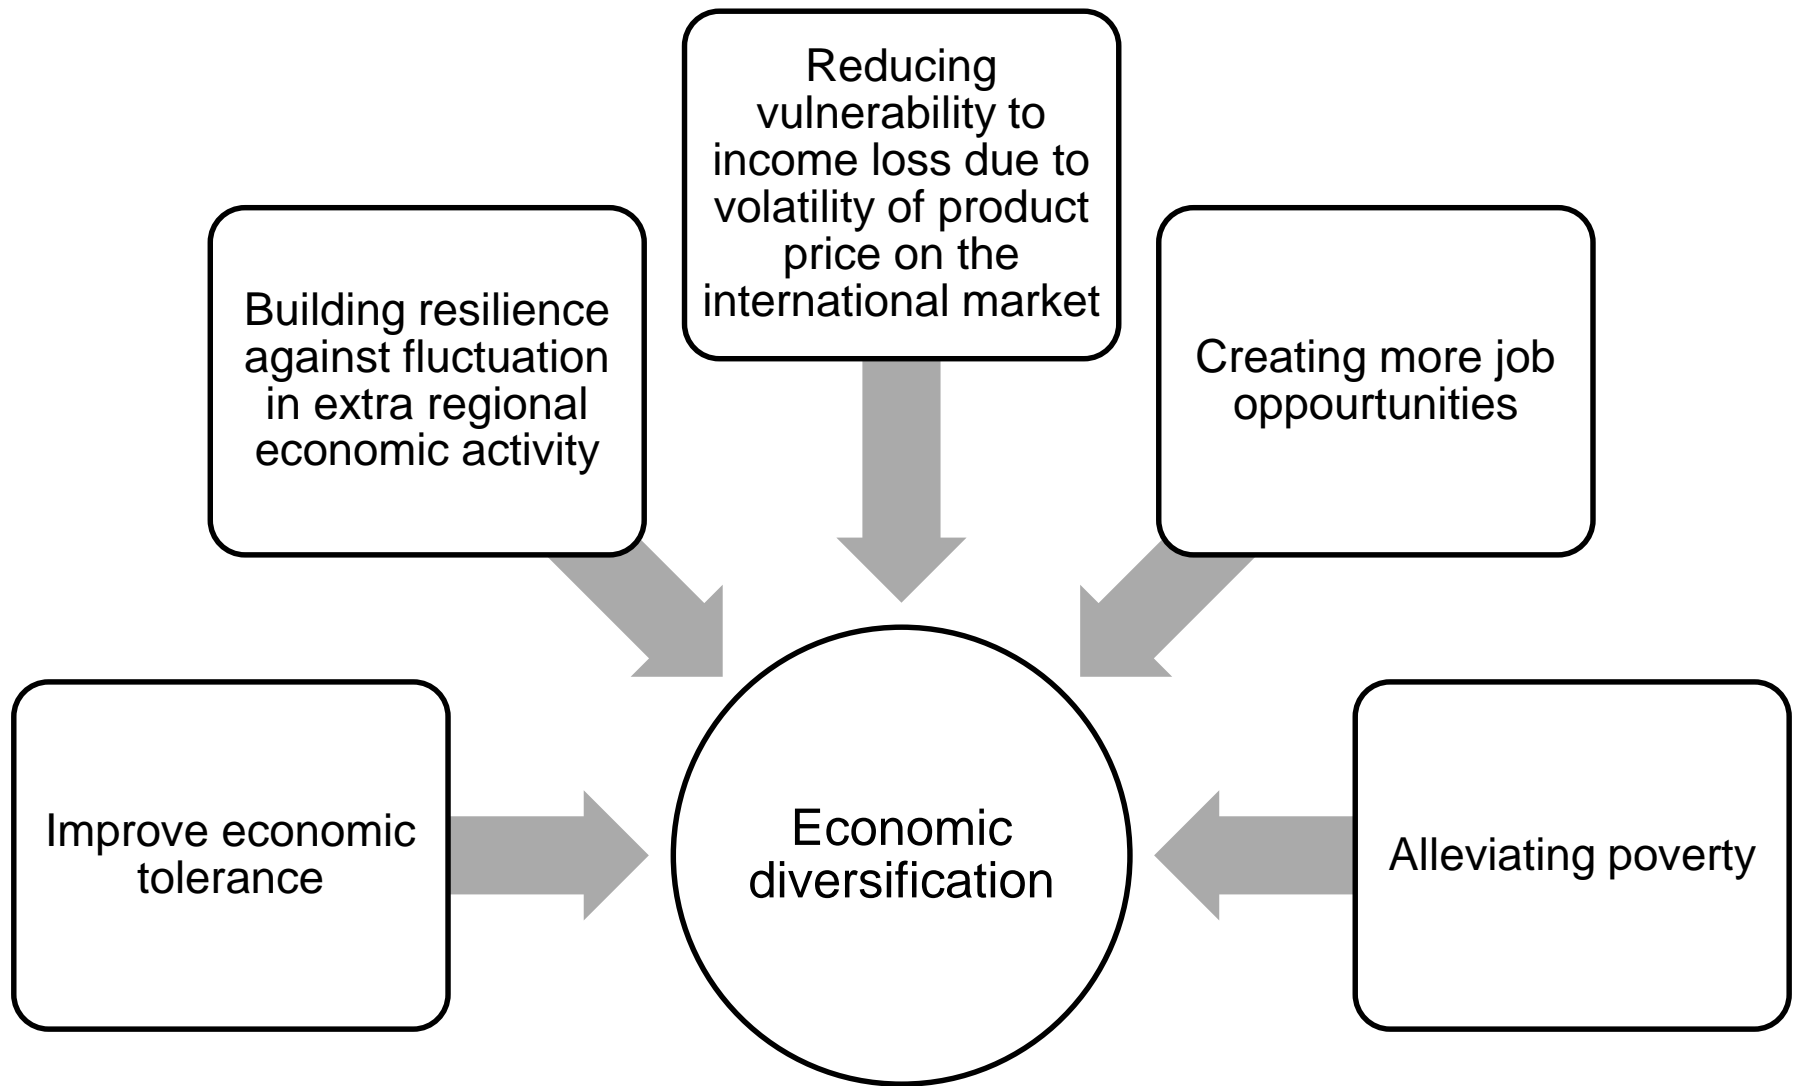 Reducing
vulnerability to
income loss due to
volatility of product
price on the
international market
Building resilience
against fluctuation
in extra regional
economic activity
Creating more job
oppourtunities
Improve economic
tolerance
Economic
diversification
Alleviating poverty